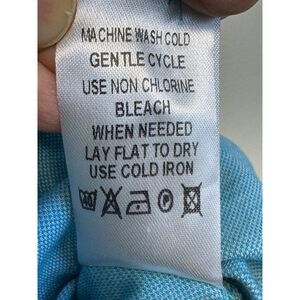 MACHINE WASH COLD
GENTLE CYCLE
USE NON CHLORINE
BLEACH
WHEN NEEDED
LAY FLAT TO DRY
USE COLD IRON